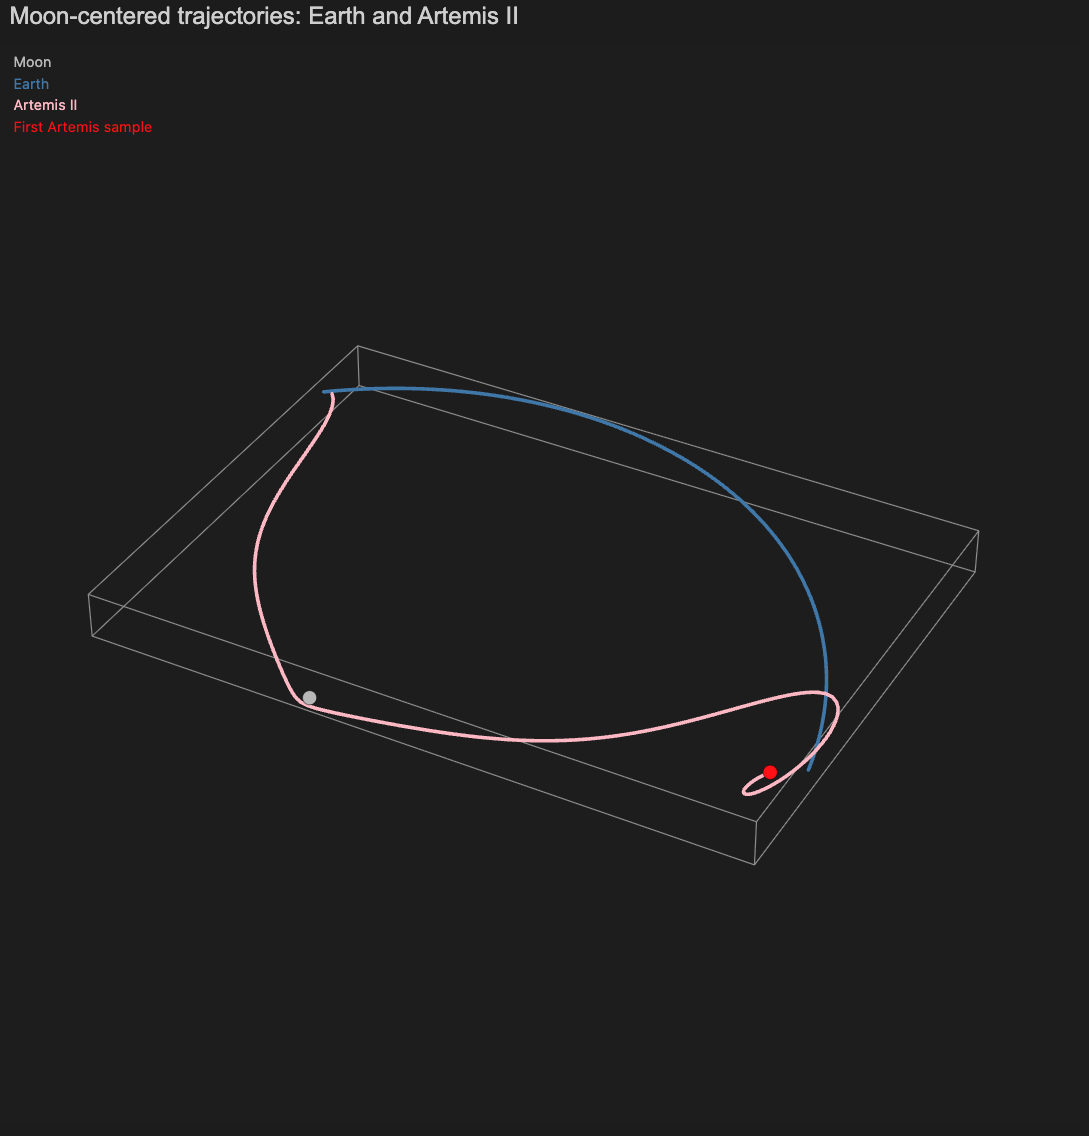 Moon-centered trajectories: Earth and Artemis II
Moon
Earth
Artemis II
First Artemis sample